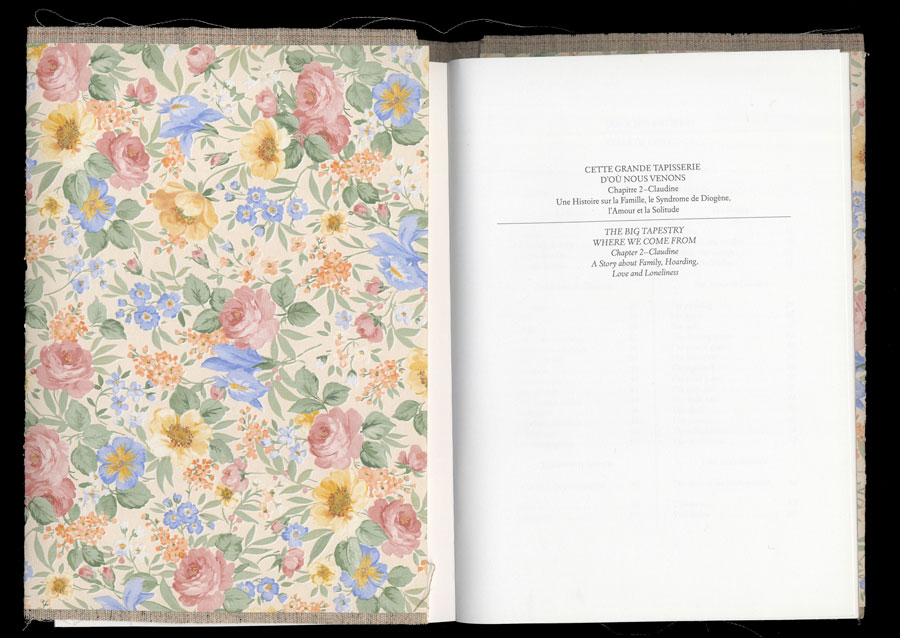 CETTE GRANDE TAPISSERIE
D'OÙ NOUS VENONS
Chapitre 2–Claudine
Une Histoire sur la Famille, le Syndrome de Diogène,
l'Amour et la Solitude
THE BIG TAPESTRY
WHERE WE COME FROM
Chapter 2–Claudine
A Story about Family, Hoarding,
Love and Loneliness